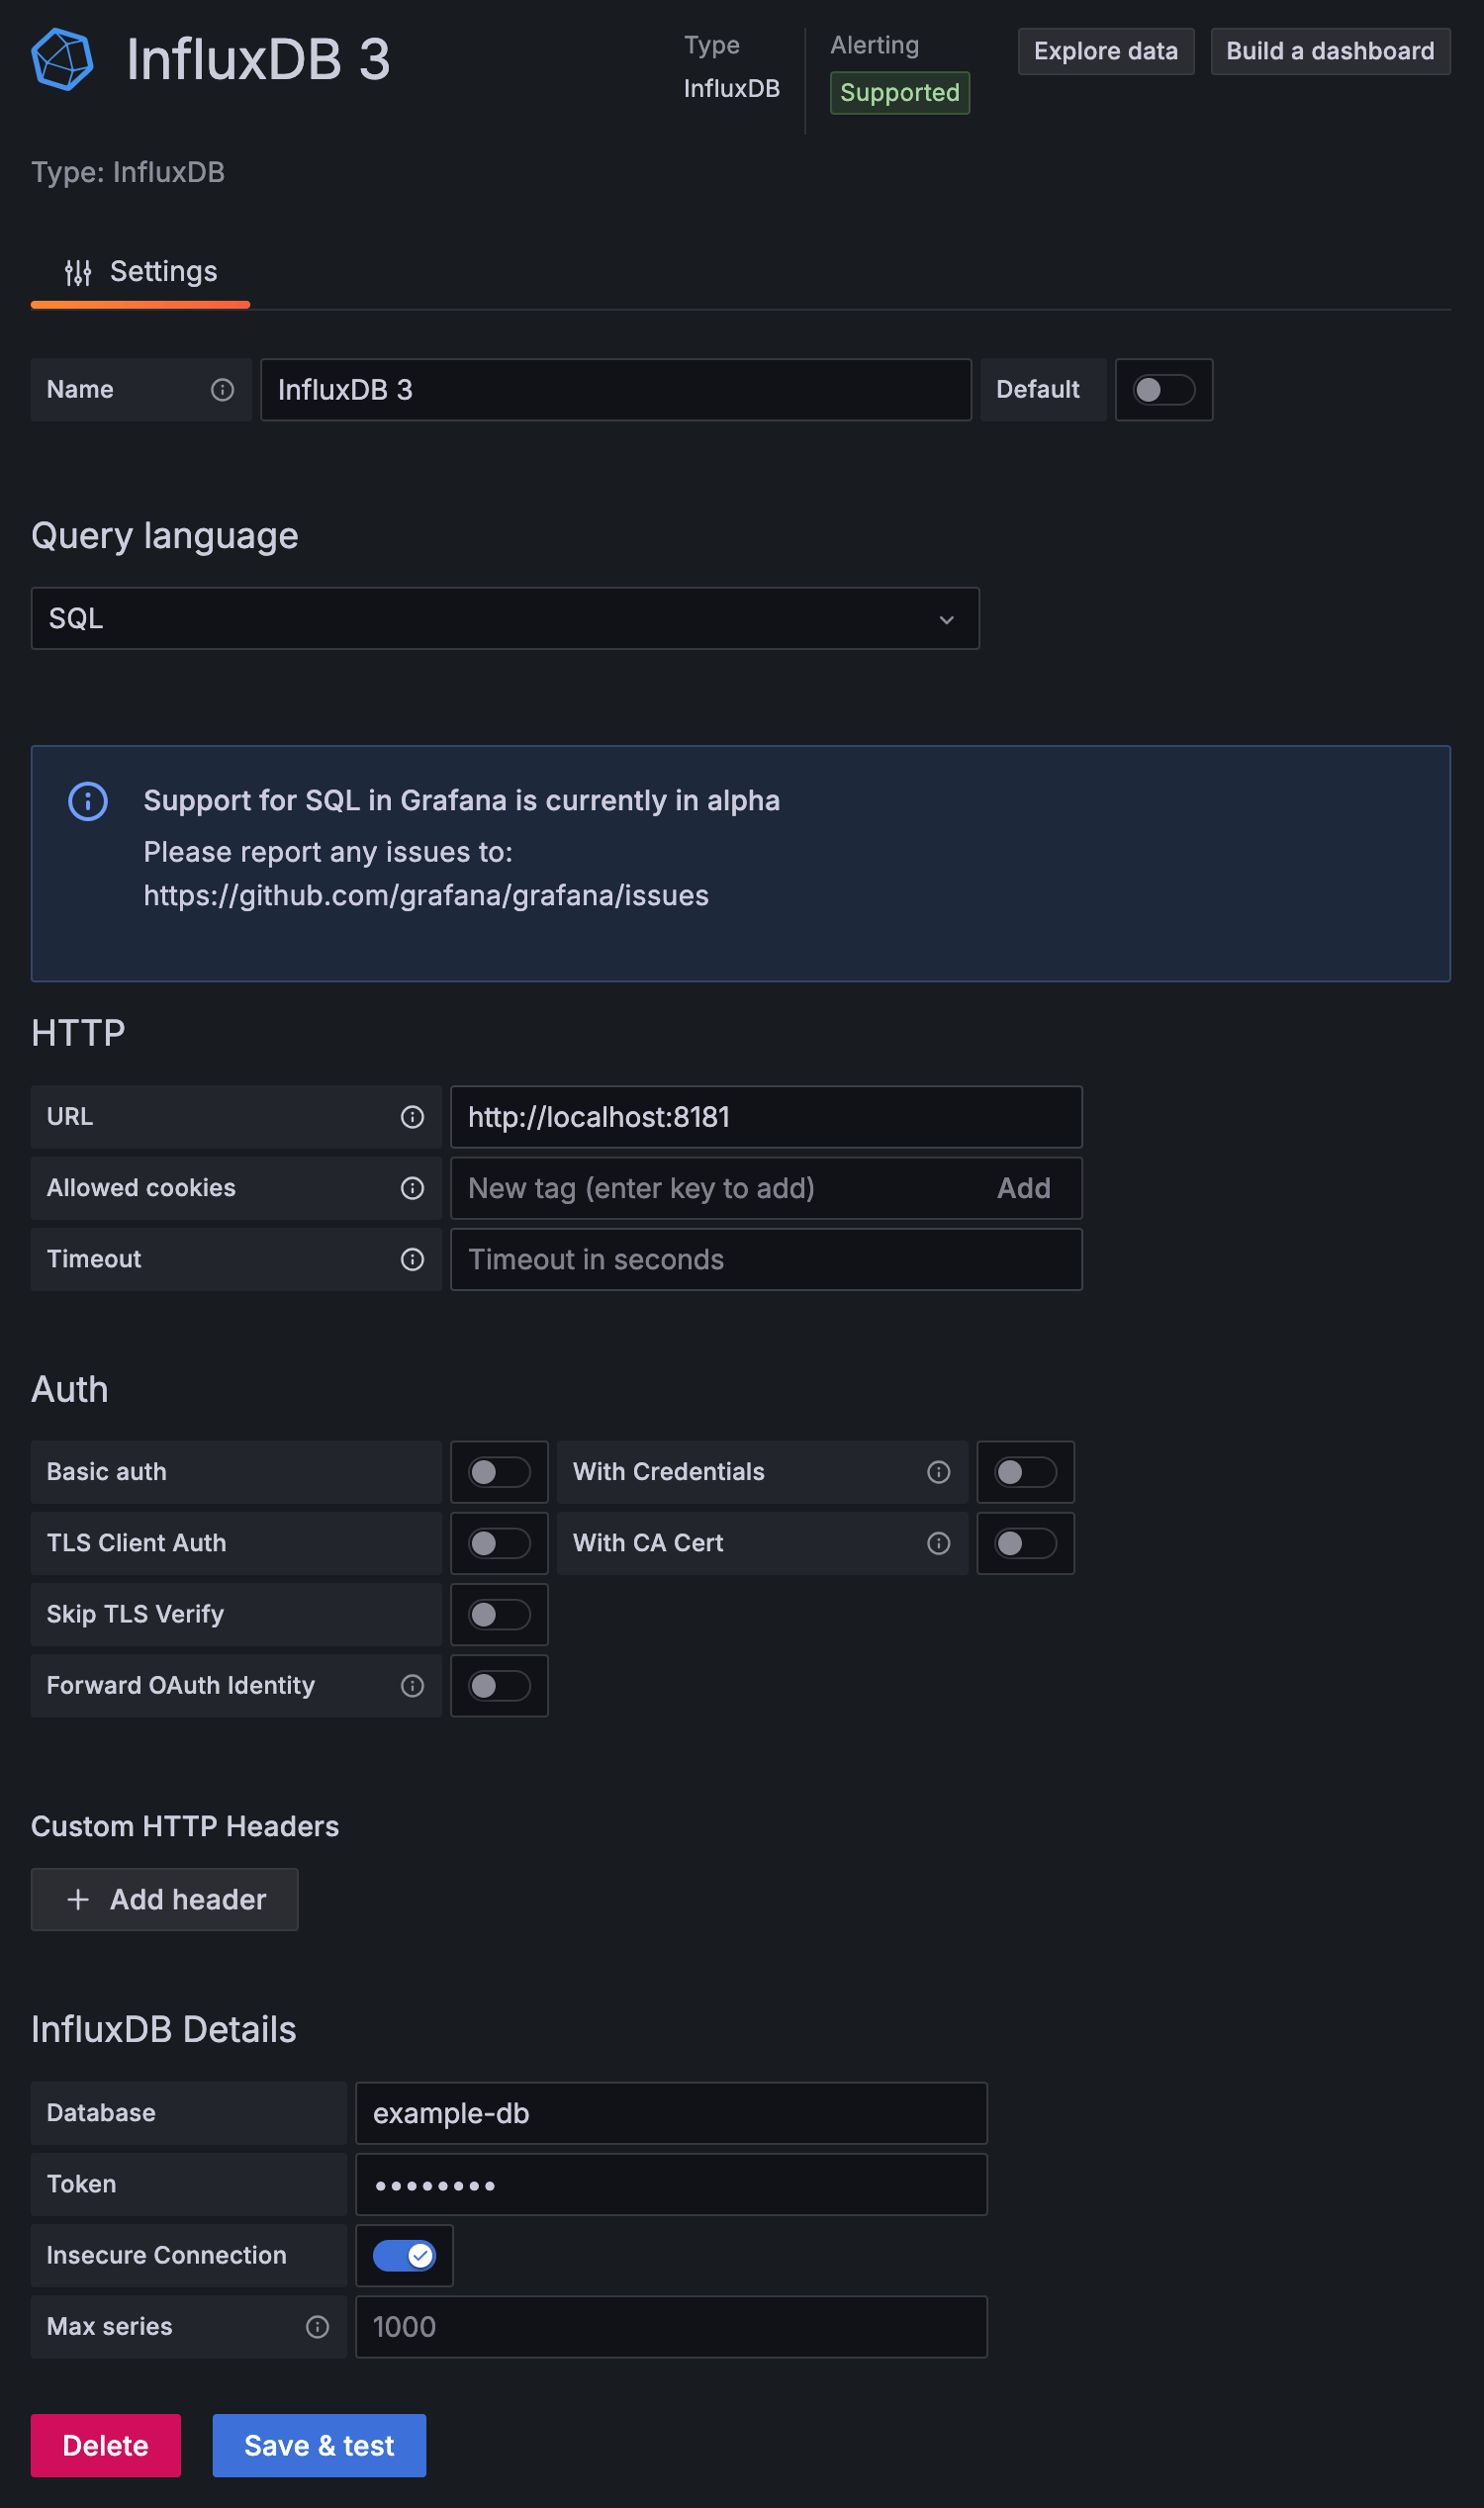 InfluxDB 3
Type
InfluxDB
Alerting
Supported
Explore data
Build a dashboard
Type: InfluxDB
Settings
Name
InfluxDB 3
Default
Query language
SQL
Support for SQL in Grafana is currently in alpha
Please report any issues to:
https://github.com/grafana/grafana/issues
HTTP
URL
http://localhost:8181
Allowed cookies
New tag (enter key to add)
Add
Timeout
Timeout in seconds
Auth
Basic auth
With Credentials
TLS Client Auth
With CA Cert
Skip TLS Verify
Forward OAuth Identity
Custom HTTP Headers
Add header
InfluxDB Details
Database
example-db
Token
••••••••
Insecure Connection
Max series
1000
Delete
Save & test